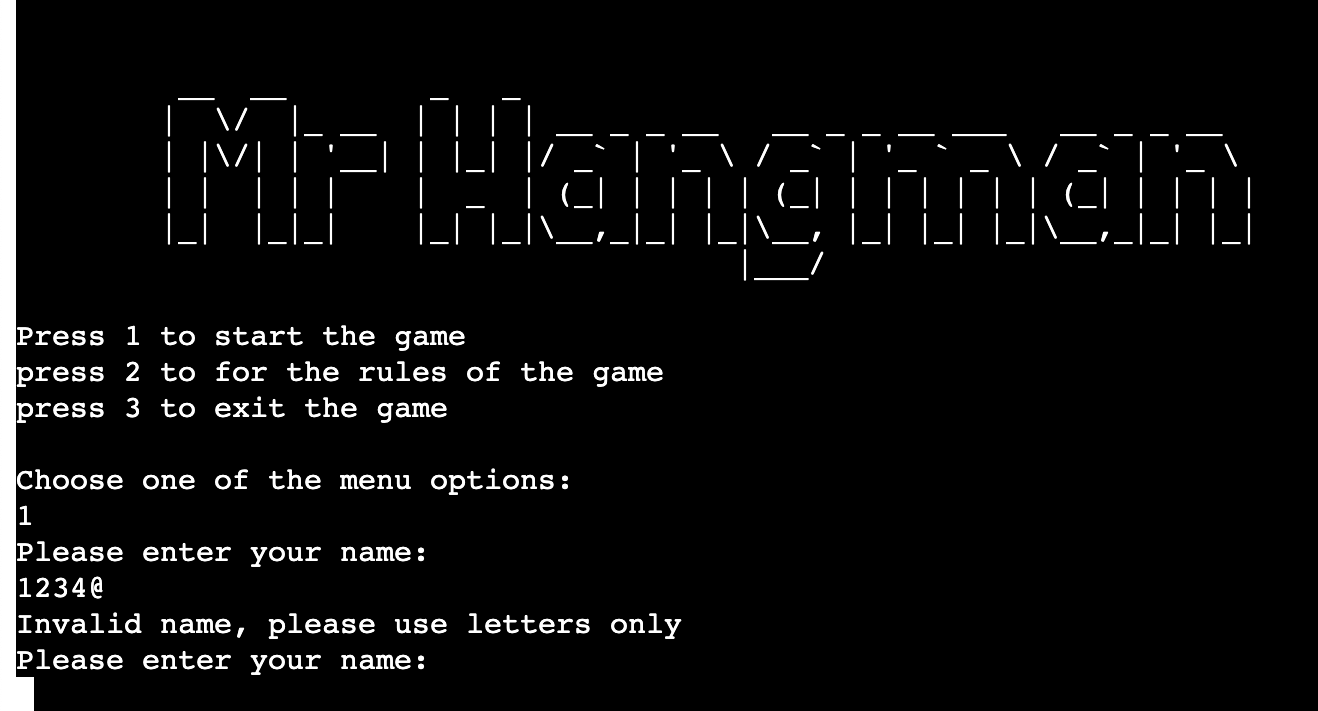 Mr Hangman
Press 1 to start the game
press 2 to for the rules of the game
press 3 to exit the game
Choose one of the menu options:
1
Please enter your name:
1234@
Invalid name, please use letters only
Please enter your name: